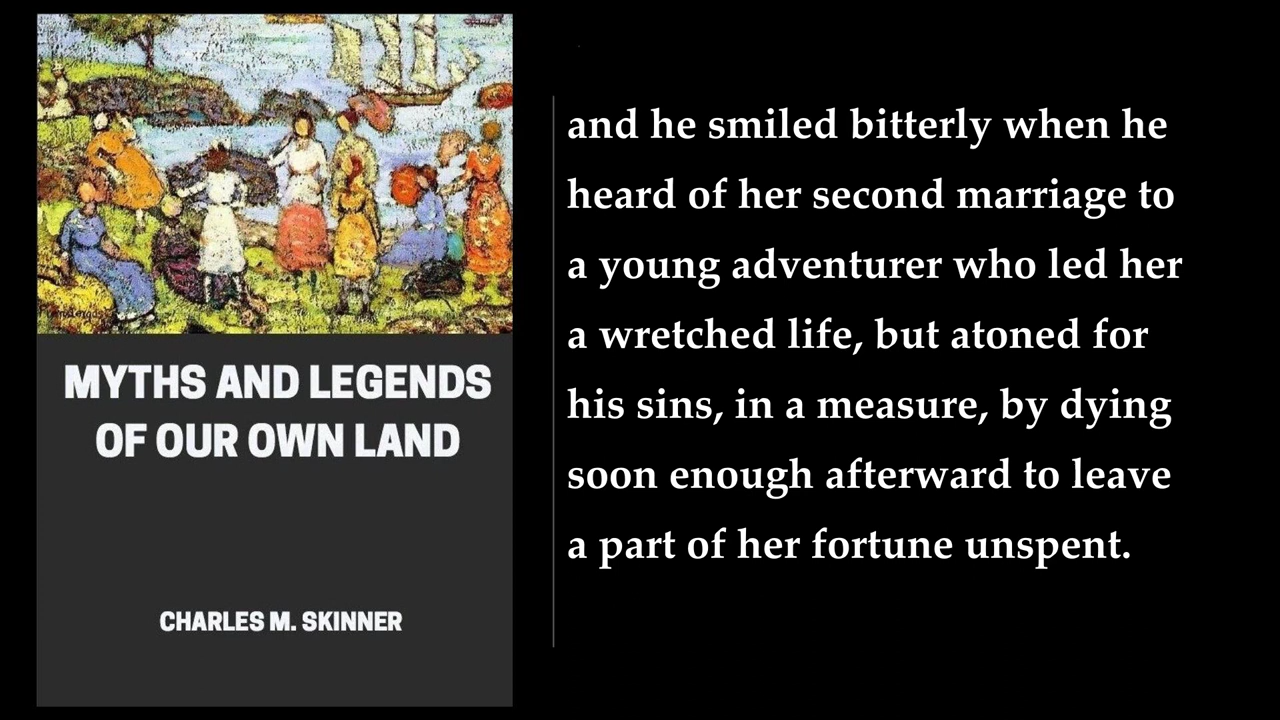 MYTHS AND LEGENDS
OF OUR OWN LAND
CHARLES M. SKINNER
and he smiled bitterly when he
heard of her second marriage to
a young adventurer who led her
a wretched life, but atoned for
his sins, in a measure, by dying
soon enough afterward to leave
a part of her fortune unspent.